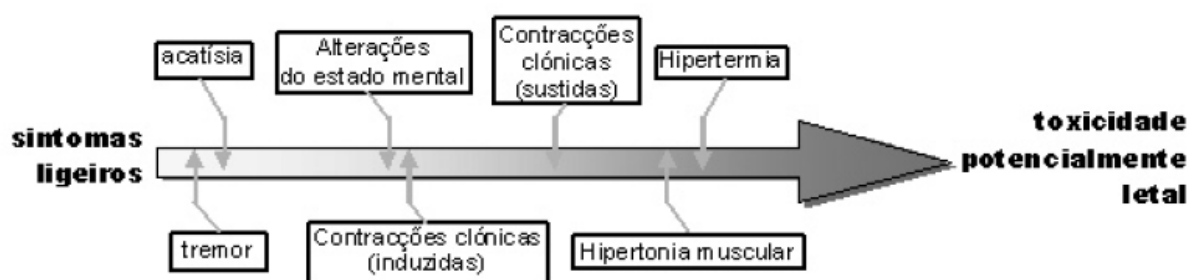 acatísia
Alterações
do estado mental
Contracções
clónicas
(sustidas)
Hipertermia
sintomas
ligeiros
toxicidade
potencialmente
letal
tremor
Contracções clónicas
(induzidas)
Hipertonia muscular